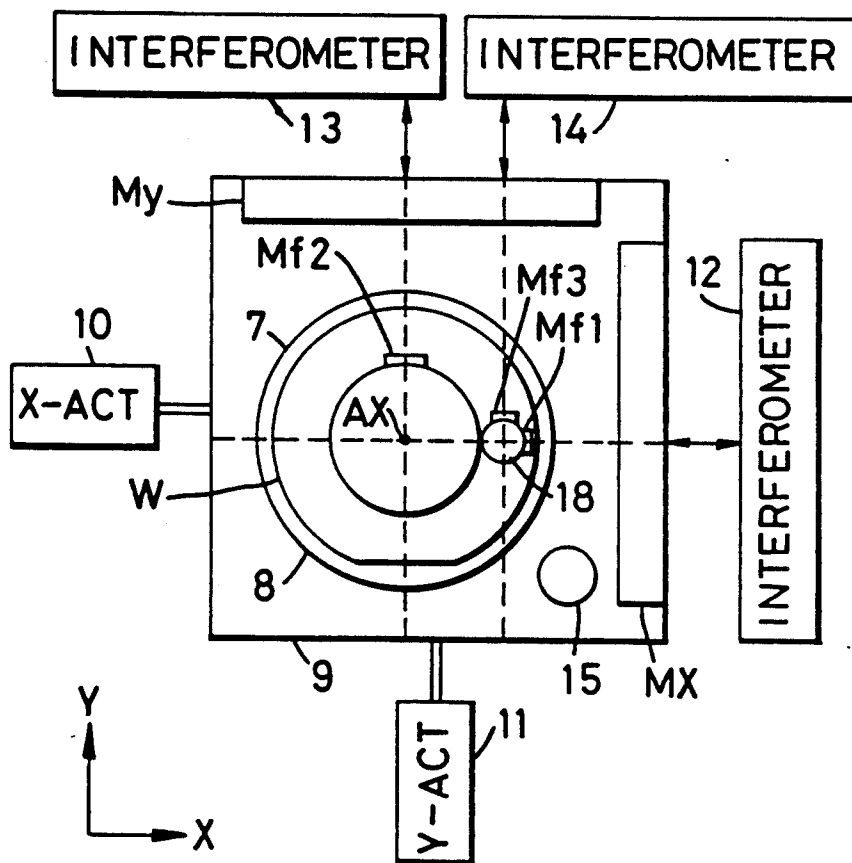 INTERFEROMETER
INTERFEROMETER
13
14
My
Mf2
Mf3
Mf1
12
INTERFEROMETER
7
10
X-ACT
AX
W
18
8
9
15
MX
11
Y-ACT
Y
X